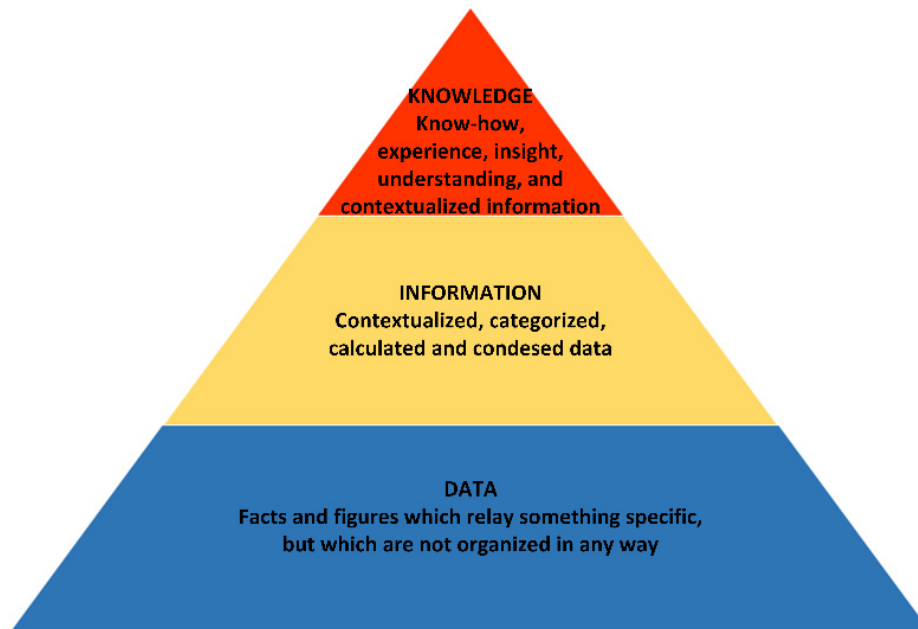 KNOWLEDGE
Know-how,
experience, insight,
understanding, and
contextualized information
INFORMATION
Contextualized, categorized,
calculated and condesed data
DATA
Facts and figures which relay something specific,
but which are not organized in any way